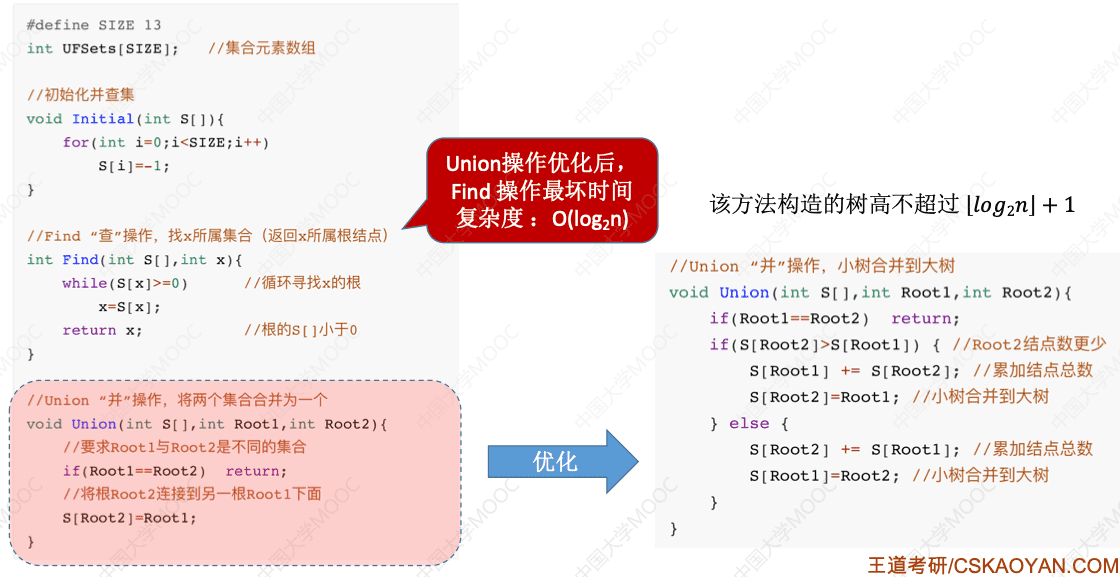 #define SIZE 13
int UFSets[SIZE];   //集合元素数组
//初始化并查集
void Initial(int S[]){
    for(int i=0;i<SIZE;i++)
        S[i]=-1;
}
//Find “查”操作，找x所属集合（返回x所属根结点）
int Find(int S[],int x){
    while(S[x]>=0)      //循环寻找x的根
        x=S[x];
    return x;           //根的S[]小于0
}
//Union “并”操作，将两个集合合并为一个
void Union(int S[],int Root1,int Root2){
    //要求Root1与Root2是不同的集合
    if(Root1==Root2)  return;
    //将根Root2连接到另一根Root1下面
    S[Root2]=Root1;
}
Union操作优化后，
Find 操作最坏时间
复杂度： O(log₂n)
优化
该方法构造的树高不超过 ⌊log₂n⌋ + 1
//Union “并”操作，小树合并到大树
void Union(int S[],int Root1,int Root2){
    if(Root1==Root2)  return;
    if(S[Root2]>S[Root1]) { //Root2结点数更少
        S[Root1] += S[Root2]; //累加结点总数
        S[Root2]=Root1; //小树合并到大树
    } else {
        S[Root2] += S[Root1]; //累加结点总数
        S[Root1]=Root2; //小树合并到大树
    }
}
王道考研/CSKAOYAN.COM
中国大学MOOC